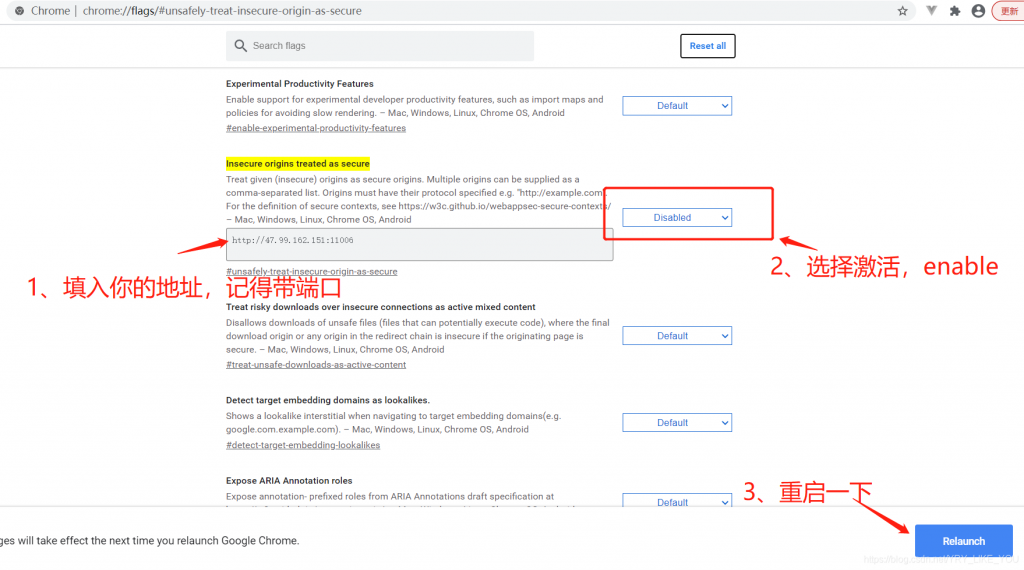 Chrome | chrome://flags/#unsafely-treat-insecure-origin-as-secure
更新
Search flags
Reset all
Experimental Productivity Features
Enable support for experimental developer productivity features, such as import maps and
policies for avoiding slow rendering. – Mac, Windows, Linux, Chrome OS, Android
#enable-experimental-productivity-features
Default
Insecure origins treated as secure
Treat given (insecure) origins as secure origins. Multiple origins can be supplied as a
comma-separated list. Origins must have their protocol specified e.g. "http://example.com".
For the definition of secure contexts, see https://w3c.github.io/webappsec-secure-contexts/
– Mac, Windows, Linux, Chrome OS, Android
Disabled
http://47.99.162.151:11006
#unsafely-treat-insecure-origin-as-secure
1、填入你的地址，记得带端口
2、选择激活，enable
Treat risky downloads over insecure connections as active mixed content
Disallows downloads of unsafe files (files that can potentially execute code), where the final
download origin or any origin in the redirect chain is insecure if the originating page is
secure. – Mac, Windows, Linux, Chrome OS, Android
#treat-unsafe-downloads-as-active-content
Default
Detect target embedding domains as lookalikes.
Shows a lookalike interstitial when navigating to target embedding domains(e.g.
google.com.example.com). – Mac, Windows, Linux, Chrome OS, Android
#detect-target-embedding-lookalikes
Default
Expose ARIA Annotation roles
Expose annotation- prefixed roles from ARIA Annotations draft specification at
Default
3、重启一下
ges will take effect the next time you relaunch Google Chrome.
Relaunch